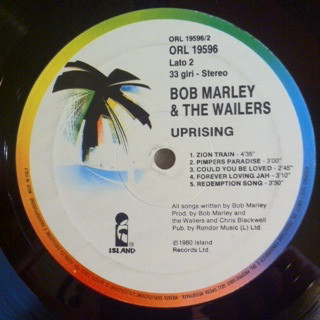 ORL 19596/2
ORL 19596
Lato 2
33 giri - Stereo
BOB MARLEY
& THE WAILERS
UPRISING
1. ZION TRAIN - 4'35"
2. PIMPERS PARADISE - 3'00"
3. COULD YOU BE LOVED - 2'45"
4. FOREVER LOVING JAH - 3'10"
5. REDEMPTION SONG - 3'30"
All songs written by Bob Marley
Prod. by Bob Marley and
the Wailers and Chris Blackwell
Pub. by Rondor Music (L) Ltd.
℗1980 Island
Records Ltd
ISLAND